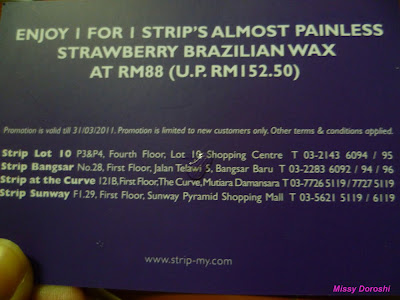 ENJOY 1 FOR 1 STRIP'S ALMOST PAINLESS
STRAWBERRY BRAZILIAN WAX
AT RM88 (U.P. RM152.50)
Promotion is valid till 31/03/2011. Promotion is limited to new customers only. Other terms & conditions applied.
Strip Lot 10 P3&P4, Fourth Floor, Lot 10 Shopping Centre T 03-2143 6094 / 95
Strip Bangsar No.28, First Floor, Jalan Telawi 5, Bangsar Baru T 03-2283 6092 / 94 / 96
Strip at the Curve 121B, First Floor, The Curve, Mutiara Damansara T 03-7726 5119 / 7727 5119
Strip Sunway F1.29, First Floor, Sunway Pyramid Shopping Mall T 03-5621 5119 / 6119
www.strip-my.com
Missy Doroshi